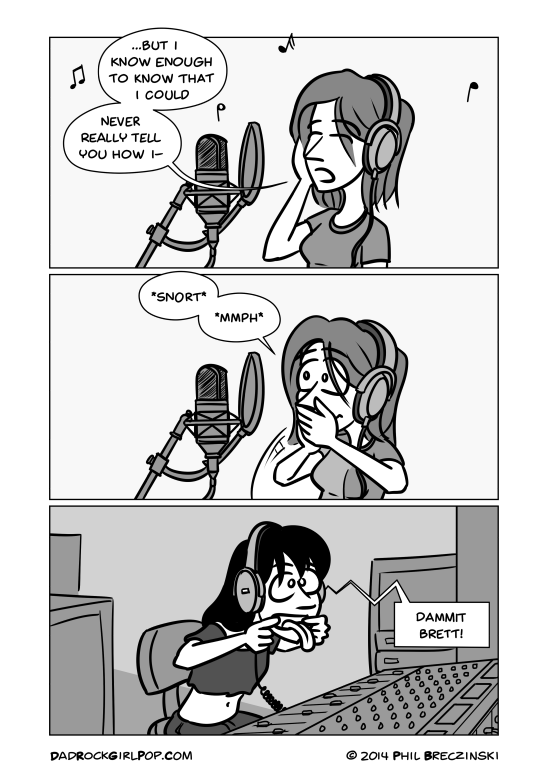 ...BUT I
KNOW ENOUGH
TO KNOW THAT
I COULD
NEVER
REALLY TELL
YOU HOW I-
*SNORT*
*MMPH*
DAMMIT
BRETT!
DADROCKGIRLPOP.COM
© 2014 PHIL BRECZINSKI